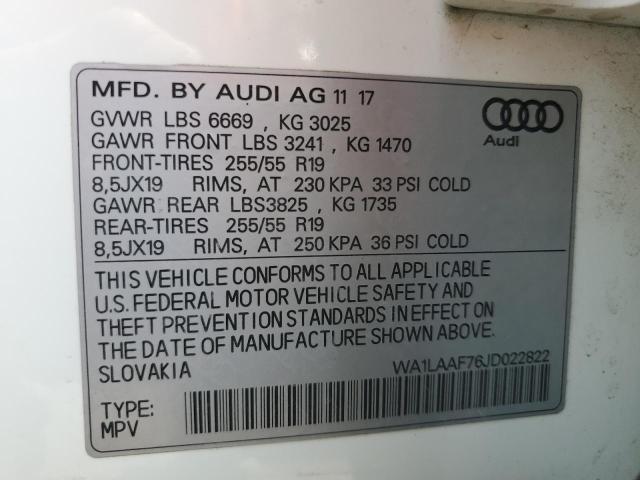 MFD. BY AUDI AG 11 17
GVWR LBS 6669 , KG 3025
GAWR FRONT LBS 3241 , KG 1470
FRONT-TIRES 255/55 R19
8,5JX19 RIMS, AT 230 KPA 33 PSI COLD
GAWR REAR LBS3825 , KG 1735
REAR-TIRES 255/55 R19
8,5JX19 RIMS, AT 250 KPA 36 PSI COLD
Audi
THIS VEHICLE CONFORMS TO ALL APPLICABLE
U.S. FEDERAL MOTOR VEHICLE SAFETY AND
THEFT PREVENTION STANDARDS IN EFFECT ON
THE DATE OF MANUFACTURE SHOWN ABOVE.
SLOVAKIA WA1LAAF76JD022822
TYPE:
MPV